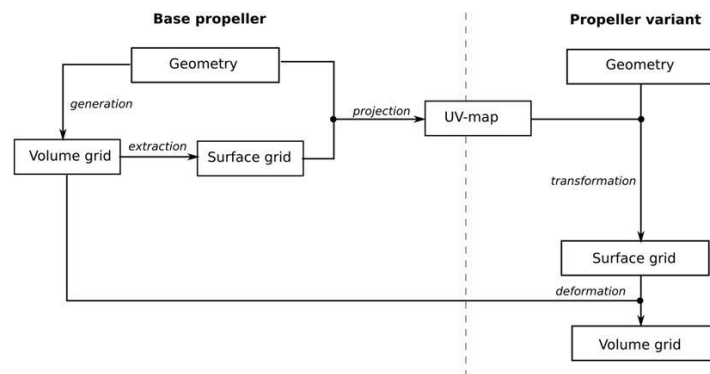 Base propeller
Propeller variant
Geometry
Geometry
generation
projection
UV-map
Volume grid
extraction
Surface grid
transformation
Surface grid
deformation
Volume grid